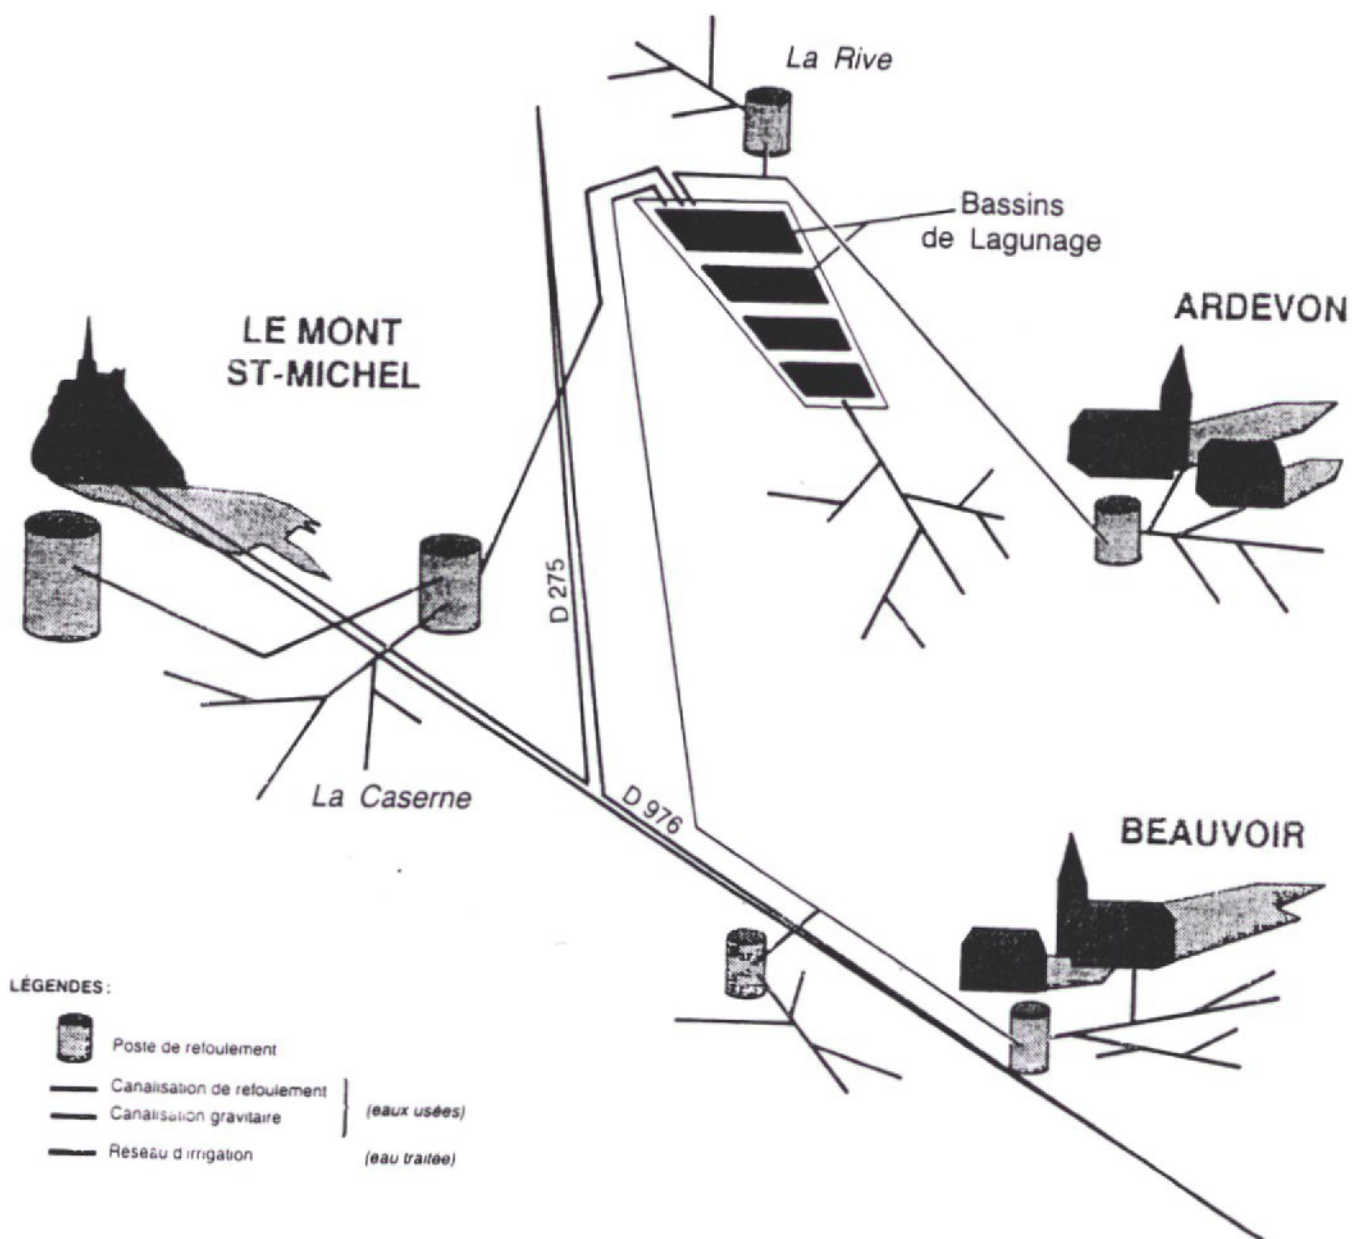 La Rive
Bassins
de Lagunage
ARDEVON
LE MONT
ST-MICHEL
D 275
La Caserne
D 976
BEAUVOIR
LÉGENDES :
Poste de refoulement
Canalisation de refoulement
Canalisation gravitaire
(eaux usées)
Réseau d'irrigation
(eau traitée)